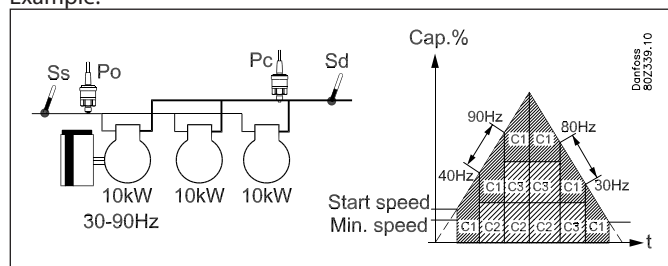 Example:
Ss
Po
Pc
Sd
10kW
10kW
10kW
30-90Hz
Cap.%
90Hz
80Hz
40Hz
30Hz
C1
C1
C1
C3
C3
C1
Start speed
Min. speed
C1
C2
C2
C2
C3
C1
t
Danfoss
80Z339.10